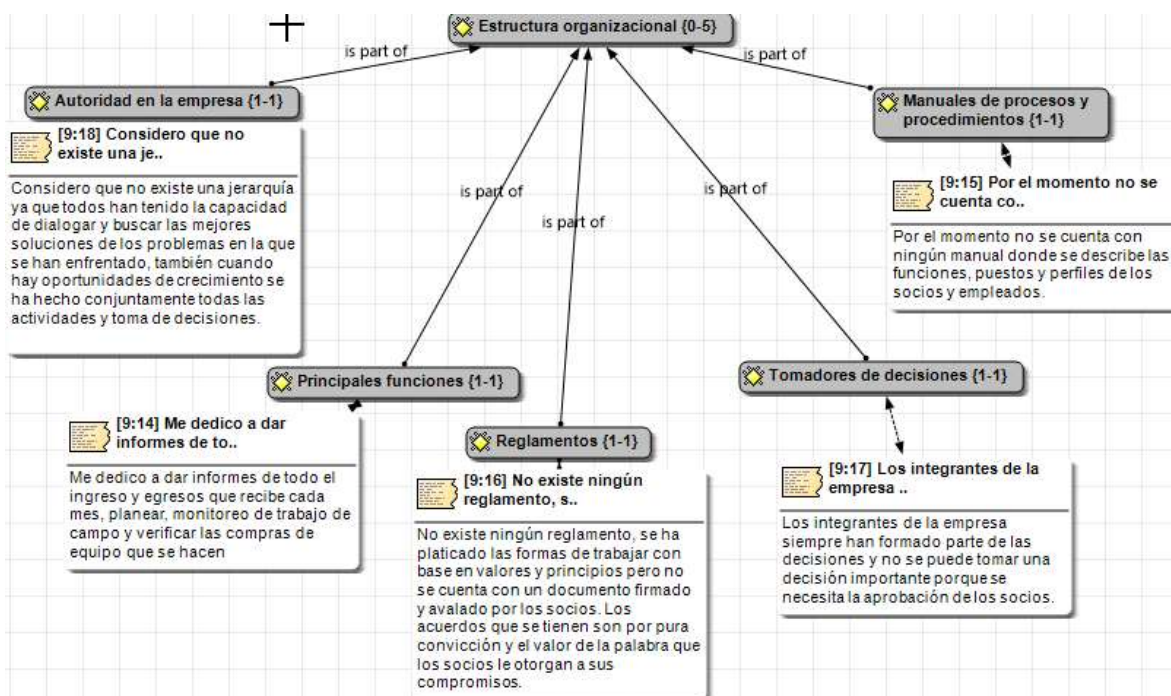 Estructura organizacional {0-5}
is part of
is part of
Autoridad en la empresa {1-1}
Manuales de procesos y
procedimientos {1-1}
[9:18] Considero que no
existe una je..
Considero que no existe una jerarquía
ya que todos han tenido la capacidad
de dialogar y buscar las mejores
soluciones de los problemas en la que
se han enfrentado, también cuando
hay oportunidades de crecimiento se
ha hecho conjuntamente todas las
actividades y toma de decisiones.
is part of
is part of
is part of
[9:15] Por el momento no se
cuenta co..
Por el momento no se cuenta con
ningún manual donde se describe las
funciones, puestos y perfiles de los
socios y empleados.
Principales funciones {1-1}
Tomadores de decisiones {1-1}
[9:14] Me dedico a dar
informes de to..
Me dedico a dar informes de todo el
ingreso y egresos que recibe cada
mes, planear, monitoreo de trabajo de
campo y verificar las compras de
equipo que se hacen
Reglamentos {1-1}
[9:16] No existe ningún
reglamento, s..
No existe ningún reglamento, se ha
platicado las formas de trabajar con
base en valores y principios pero no
se cuenta con un documento firmado
y avalado por los socios. Los
acuerdos que se tienen son por pura
convicción y el valor de la palabra que
los socios le otorgan a sus
compromisos.
[9:17] Los integrantes de la
empresa ..
Los integrantes de la empresa
siempre han formado parte de las
decisiones y no se puede tomar una
decisión importante porque se
necesita la aprobación de los socios.